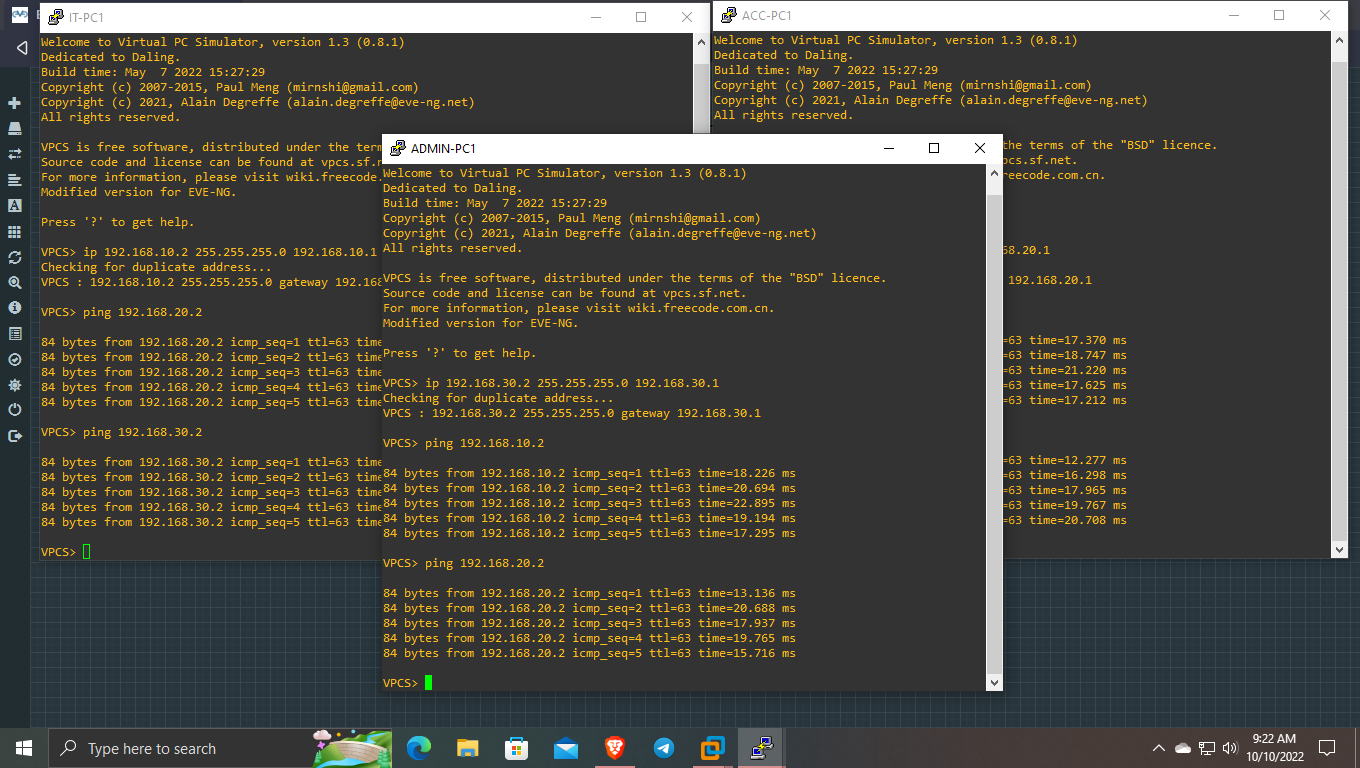 IT-PC1
Welcome to Virtual PC Simulator, version 1.3 (0.8.1)
Dedicated to Daling.
Build time: May  7 2022 15:27:29
Copyright (c) 2007-2015, Paul Meng (mirnshi@gmail.com)
Copyright (c) 2021, Alain Degreffe (alain.degreffe@eve-ng.net)
All rights reserved.
VPCS is free software, distributed under the
Source code and license can be found at
For more information, please visit wiki.freecode.
Modified version for EVE-NG.
Press '?' to get help.
VPCS> ip 192.168.10.2 255.255.255.0 192.168.10.1
Checking for duplicate address...
VPCS : 192.168.10.2 255.255.255.0 gateway 192.168
VPCS> ping 192.168.20.2
84 bytes from 192.168.20.2 icmp_seq=1 ttl=63
84 bytes from 192.168.20.2 icmp_seq=2 ttl=63
84 bytes from 192.168.20.2 icmp_seq=3 ttl=63
84 bytes from 192.168.20.2 icmp_seq=4 ttl=63
84 bytes from 192.168.20.2 icmp_seq=5 ttl=63
VPCS> ping 192.168.30.2
84 bytes from 192.168.30.2 icmp_seq=1 ttl=63
84 bytes from 192.168.30.2 icmp_seq=2 ttl=63
84 bytes from 192.168.30.2 icmp_seq=3 ttl=63
84 bytes from 192.168.30.2 icmp_seq=4 ttl=63
84 bytes from 192.168.30.2 icmp_seq=5 ttl=63
VPCS>
ACC-PC1
Welcome to Virtual PC Simulator, version 1.3 (0.8.1)
Dedicated to Daling.
Build time: May  7 2022 15:27:29
Copyright (c) 2007-2015, Paul Meng (mirnshi@gmail.com)
Copyright (c) 2021, Alain Degreffe (alain.degreffe@eve-ng.net)
All rights reserved.
the terms of the "BSD" licence.
pcs.sf.net.
reecode.com.cn.
68.20.1
192.168.20.1
=63 time=17.370 ms
=63 time=18.747 ms
=63 time=21.220 ms
=63 time=17.625 ms
=63 time=17.212 ms
=63 time=12.277 ms
=63 time=16.298 ms
=63 time=17.965 ms
=63 time=19.767 ms
=63 time=20.708 ms
ADMIN-PC1
Welcome to Virtual PC Simulator, version 1.3 (0.8.1)
Dedicated to Daling.
Build time: May  7 2022 15:27:29
Copyright (c) 2007-2015, Paul Meng (mirnshi@gmail.com)
Copyright (c) 2021, Alain Degreffe (alain.degreffe@eve-ng.net)
All rights reserved.
VPCS is free software, distributed under the terms of the "BSD" licence.
Source code and license can be found at vpcs.sf.net.
For more information, please visit wiki.freecode.com.cn.
Modified version for EVE-NG.
Press '?' to get help.
VPCS> ip 192.168.30.2 255.255.255.0 192.168.30.1
Checking for duplicate address...
VPCS : 192.168.30.2 255.255.255.0 gateway 192.168.30.1
VPCS> ping 192.168.10.2
84 bytes from 192.168.10.2 icmp_seq=1 ttl=63 time=18.226 ms
84 bytes from 192.168.10.2 icmp_seq=2 ttl=63 time=20.694 ms
84 bytes from 192.168.10.2 icmp_seq=3 ttl=63 time=22.895 ms
84 bytes from 192.168.10.2 icmp_seq=4 ttl=63 time=19.194 ms
84 bytes from 192.168.10.2 icmp_seq=5 ttl=63 time=17.295 ms
VPCS> ping 192.168.20.2
84 bytes from 192.168.20.2 icmp_seq=1 ttl=63 time=13.136 ms
84 bytes from 192.168.20.2 icmp_seq=2 ttl=63 time=20.688 ms
84 bytes from 192.168.20.2 icmp_seq=3 ttl=63 time=17.937 ms
84 bytes from 192.168.20.2 icmp_seq=4 ttl=63 time=19.765 ms
84 bytes from 192.168.20.2 icmp_seq=5 ttl=63 time=15.716 ms
VPCS>
Type here to search
9:22 AM
10/10/2022